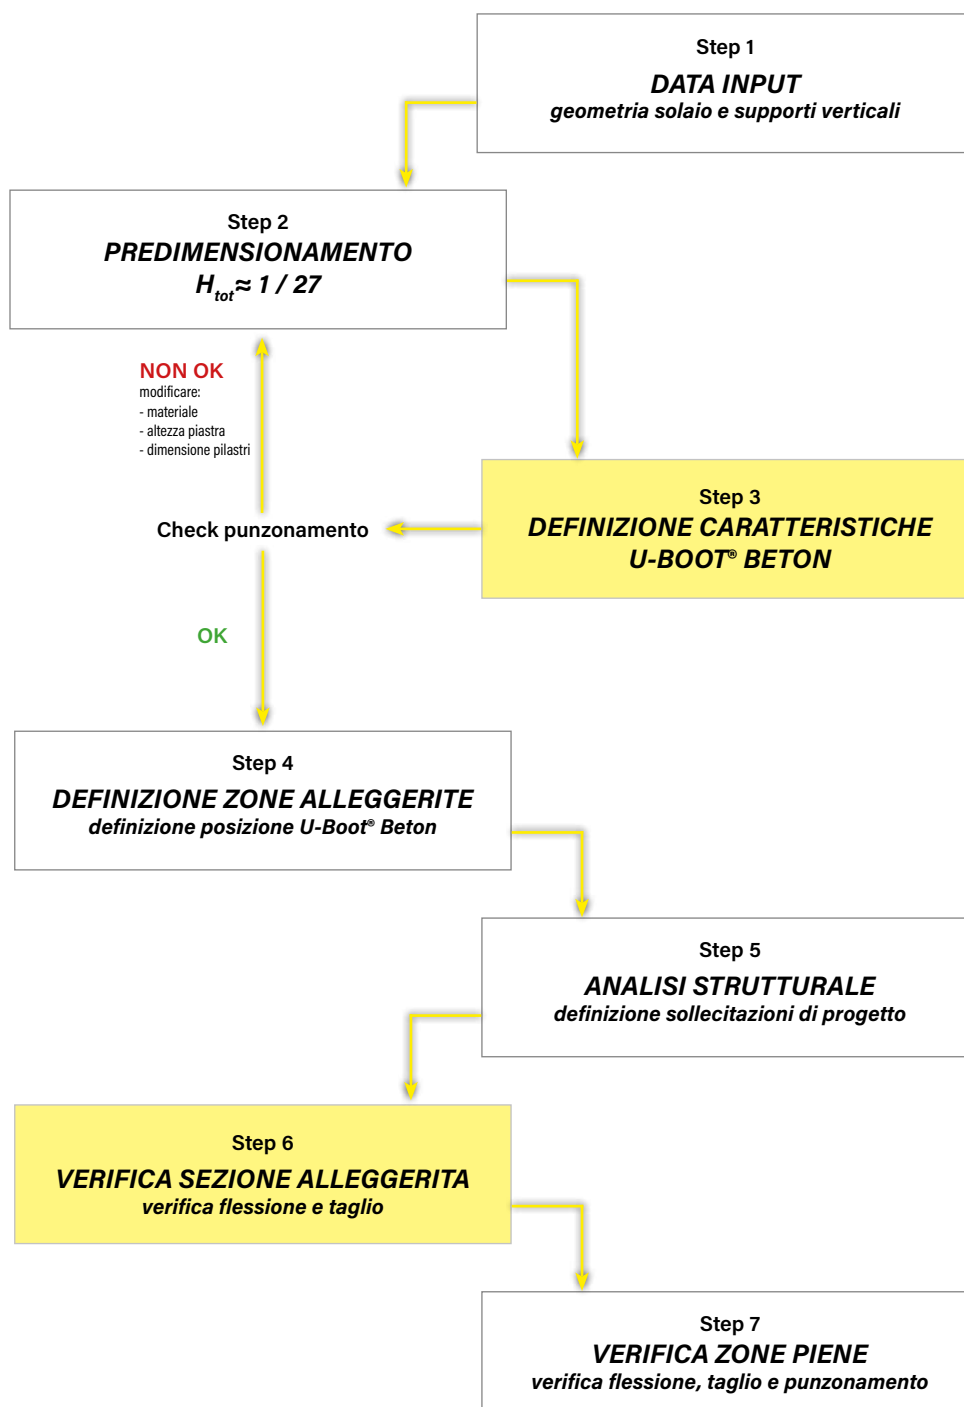 Step 1
DATA INPUT
geometria solaio e supporti verticali
Step 2
PREDIMENSIONAMENTO
Htot≈ 1 / 27
NON OK
modificare:
- materiale
- altezza piastra
- dimensione pilastri
Step 3
DEFINIZIONE CARATTERISTICHE
U-BOOT® BETON
Check punzonamento
OK
Step 4
DEFINIZIONE ZONE ALLEGGERITE
definizione posizione U-Boot® Beton
Step 5
ANALISI STRUTTURALE
definizione sollecitazioni di progetto
Step 6
VERIFICA SEZIONE ALLEGGERITA
verifica flessione e taglio
Step 7
VERIFICA ZONE PIENE
verifica flessione, taglio e punzonamento